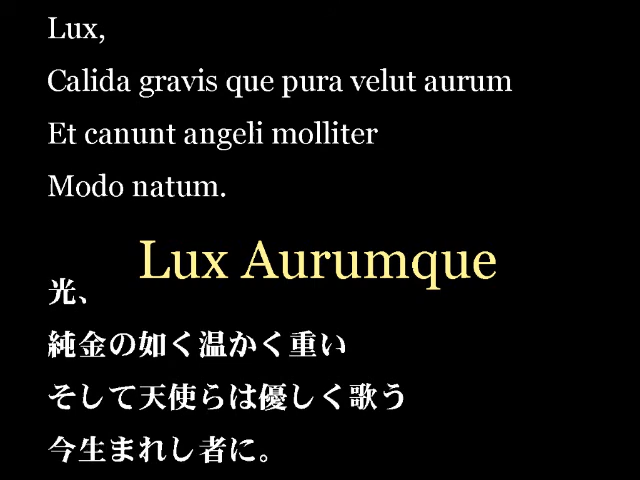 Lux,
Calida gravis que pura velut aurum
Et canunt angeli molliter
Modo natum.
Lux Aurumque
光、
純金の如く温かく重い
そして天使らは優しく歌う
今生まれし者に。